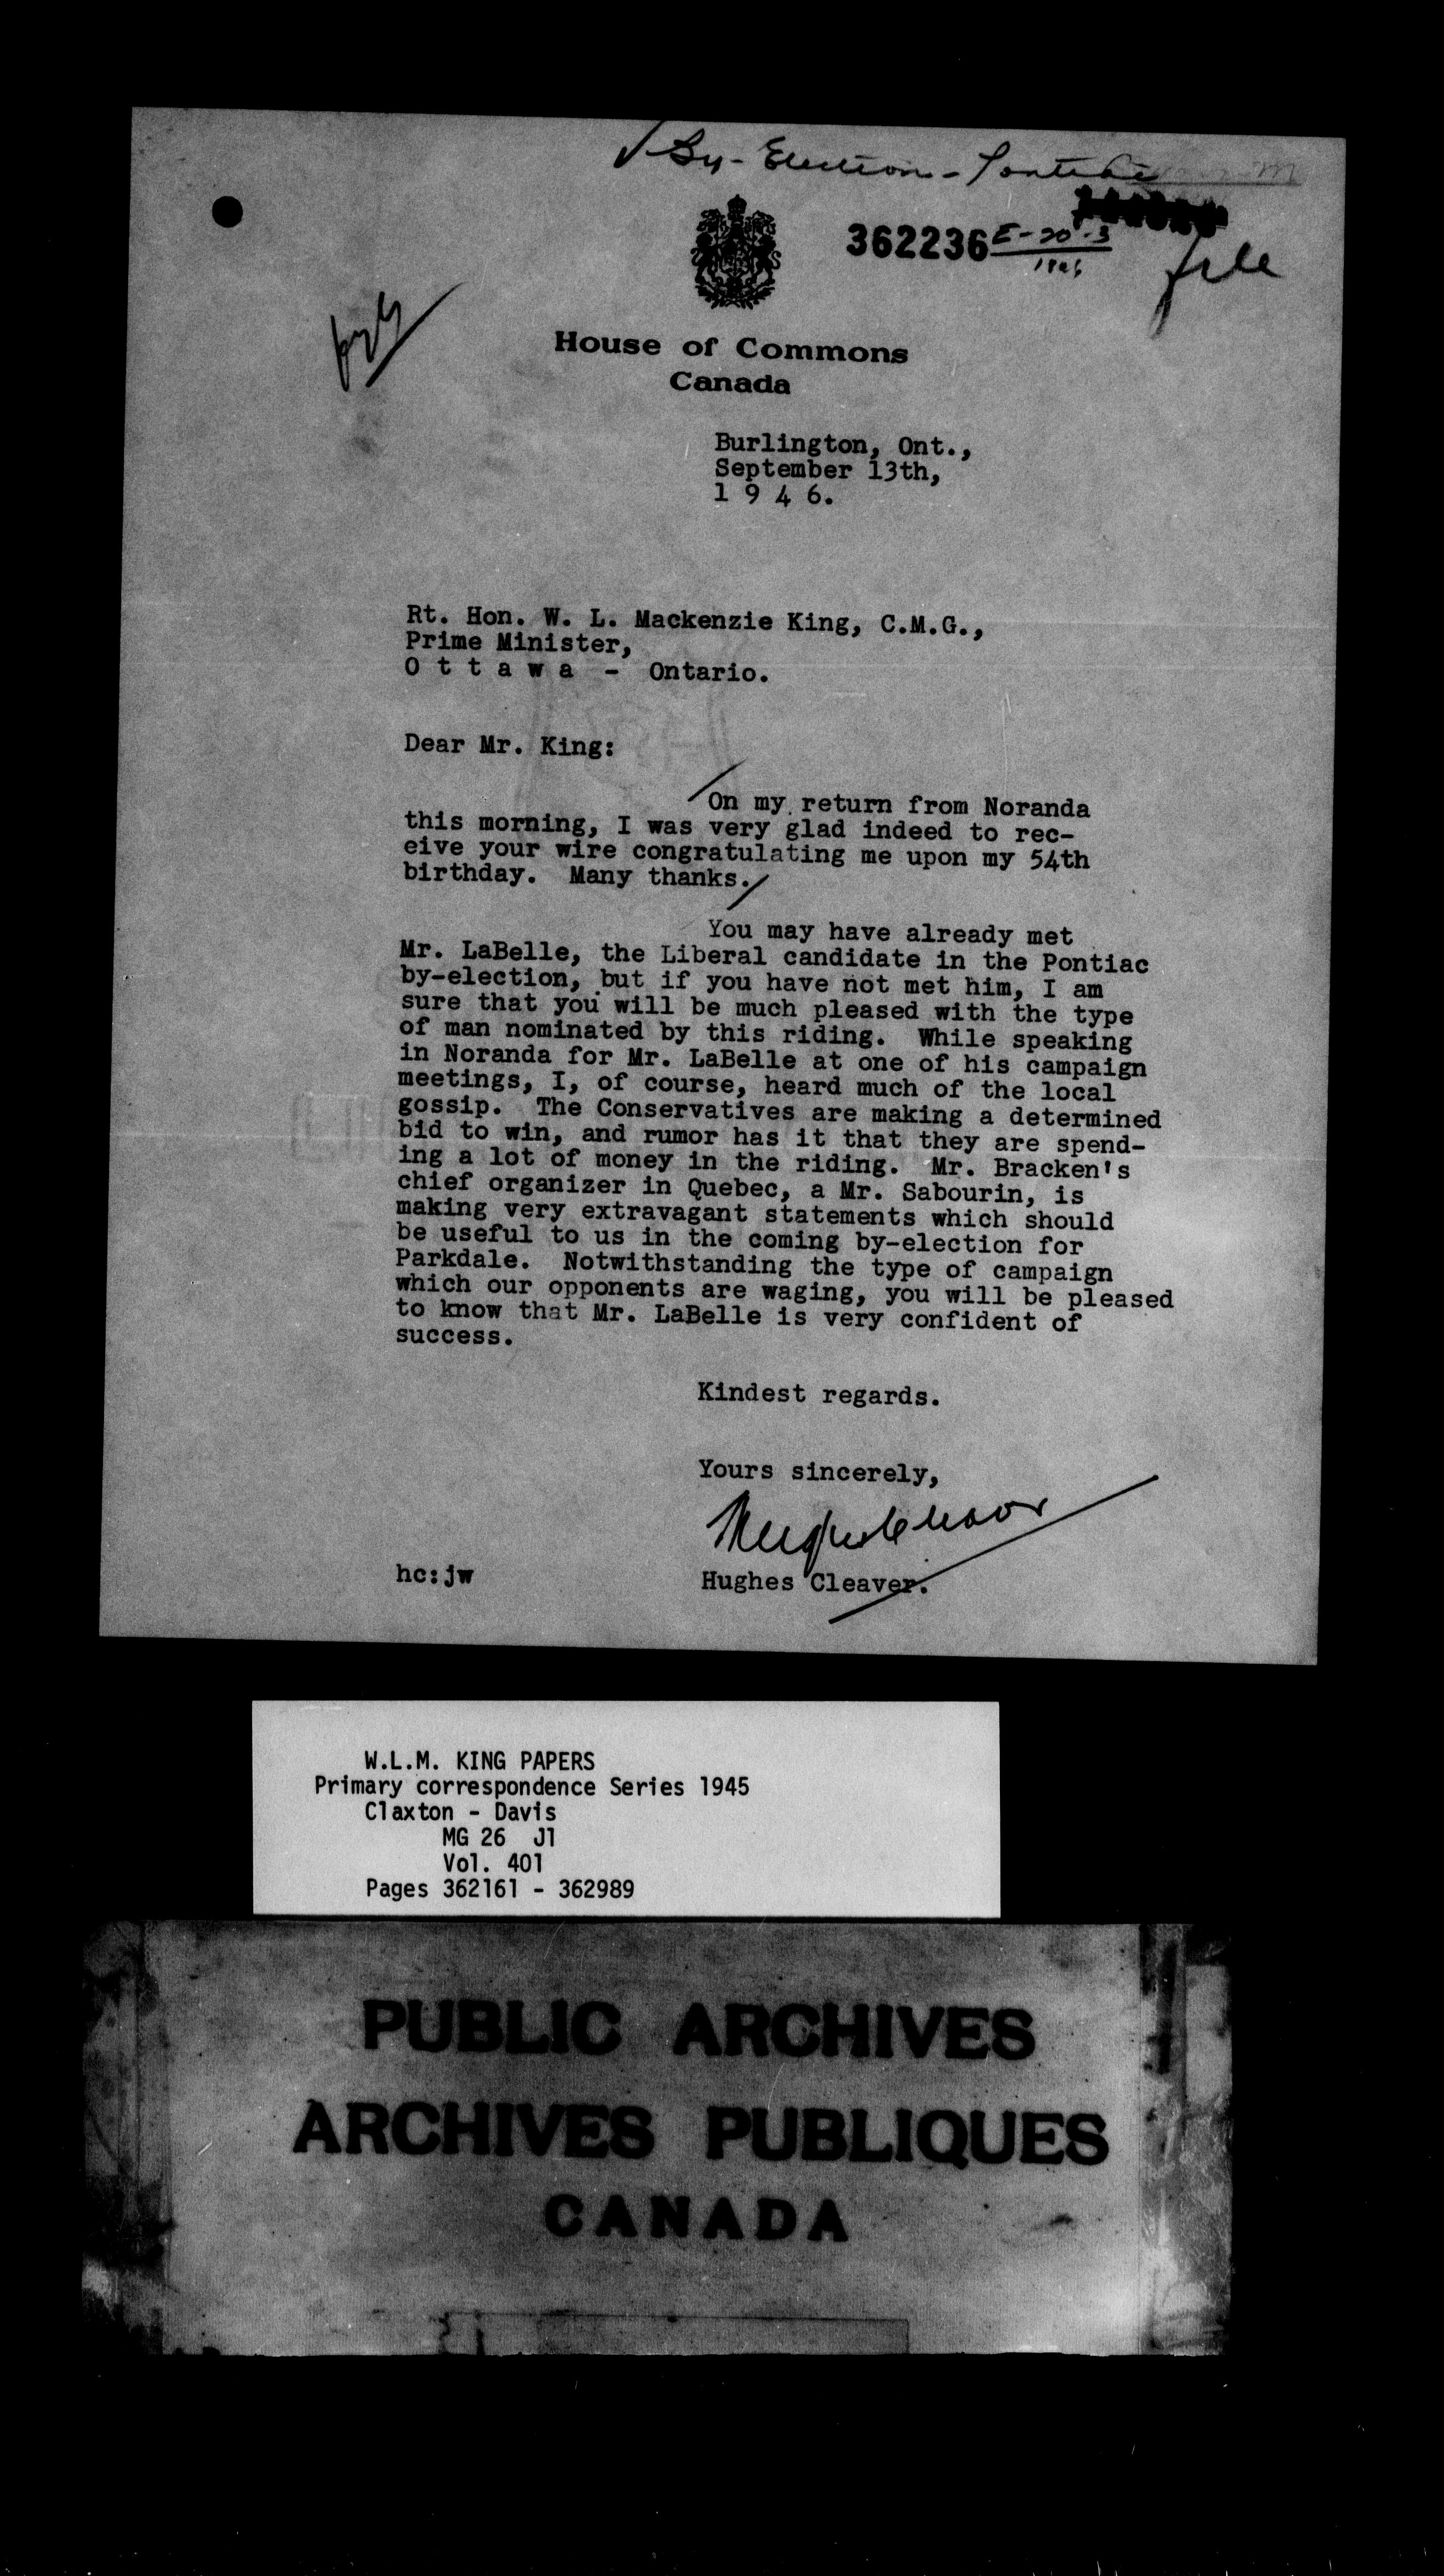 By-Election-Pontiac
362236 E-20-3
file
House of Commons
Canada
Burlington, Ont.,
September 13th,
1 9 4 6.
Rt. Hon. W. L. Mackenzie King, C.M.G.,
Prime Minister,
O t t a w a - Ontario.
Dear Mr. King:
On my return from Noranda
this morning, I was very glad indeed to rec-
eive your wire congratulating me upon my 54th
birthday. Many thanks.
You may have already met
Mr. LaBelle, the Liberal candidate in the Pontiac
by-election, but if you have not met him, I am
sure that you will be much pleased with the type
of man nominated by this riding. While speaking
in Noranda for Mr. LaBelle at one of his campaign
meetings, I, of course, heard much of the local
gossip. The Conservatives are making a determined
bid to win, and rumor has it that they are spend-
ing a lot of money in the riding. Mr. Bracken's
chief organizer in Quebec, a Mr. Sabourin, is
making very extravagant statements which should
be useful to us in the coming by-election for
Parkdale. Notwithstanding the type of campaign
which our opponents are waging, you will be pleased
to know that Mr. LaBelle is very confident of
success.
Kindest regards.
Yours sincerely,
Hughes Cleaver
hc:jw Hughes Cleaver.
W.L.M. KING PAPERS
Primary correspondence Series 1945
Claxton - Davis
MG 26 J1
Vol. 401
Pages 362161 - 362989
PUBLIC ARCHIVES
ARCHIVES PUBLIQUES
CANADA